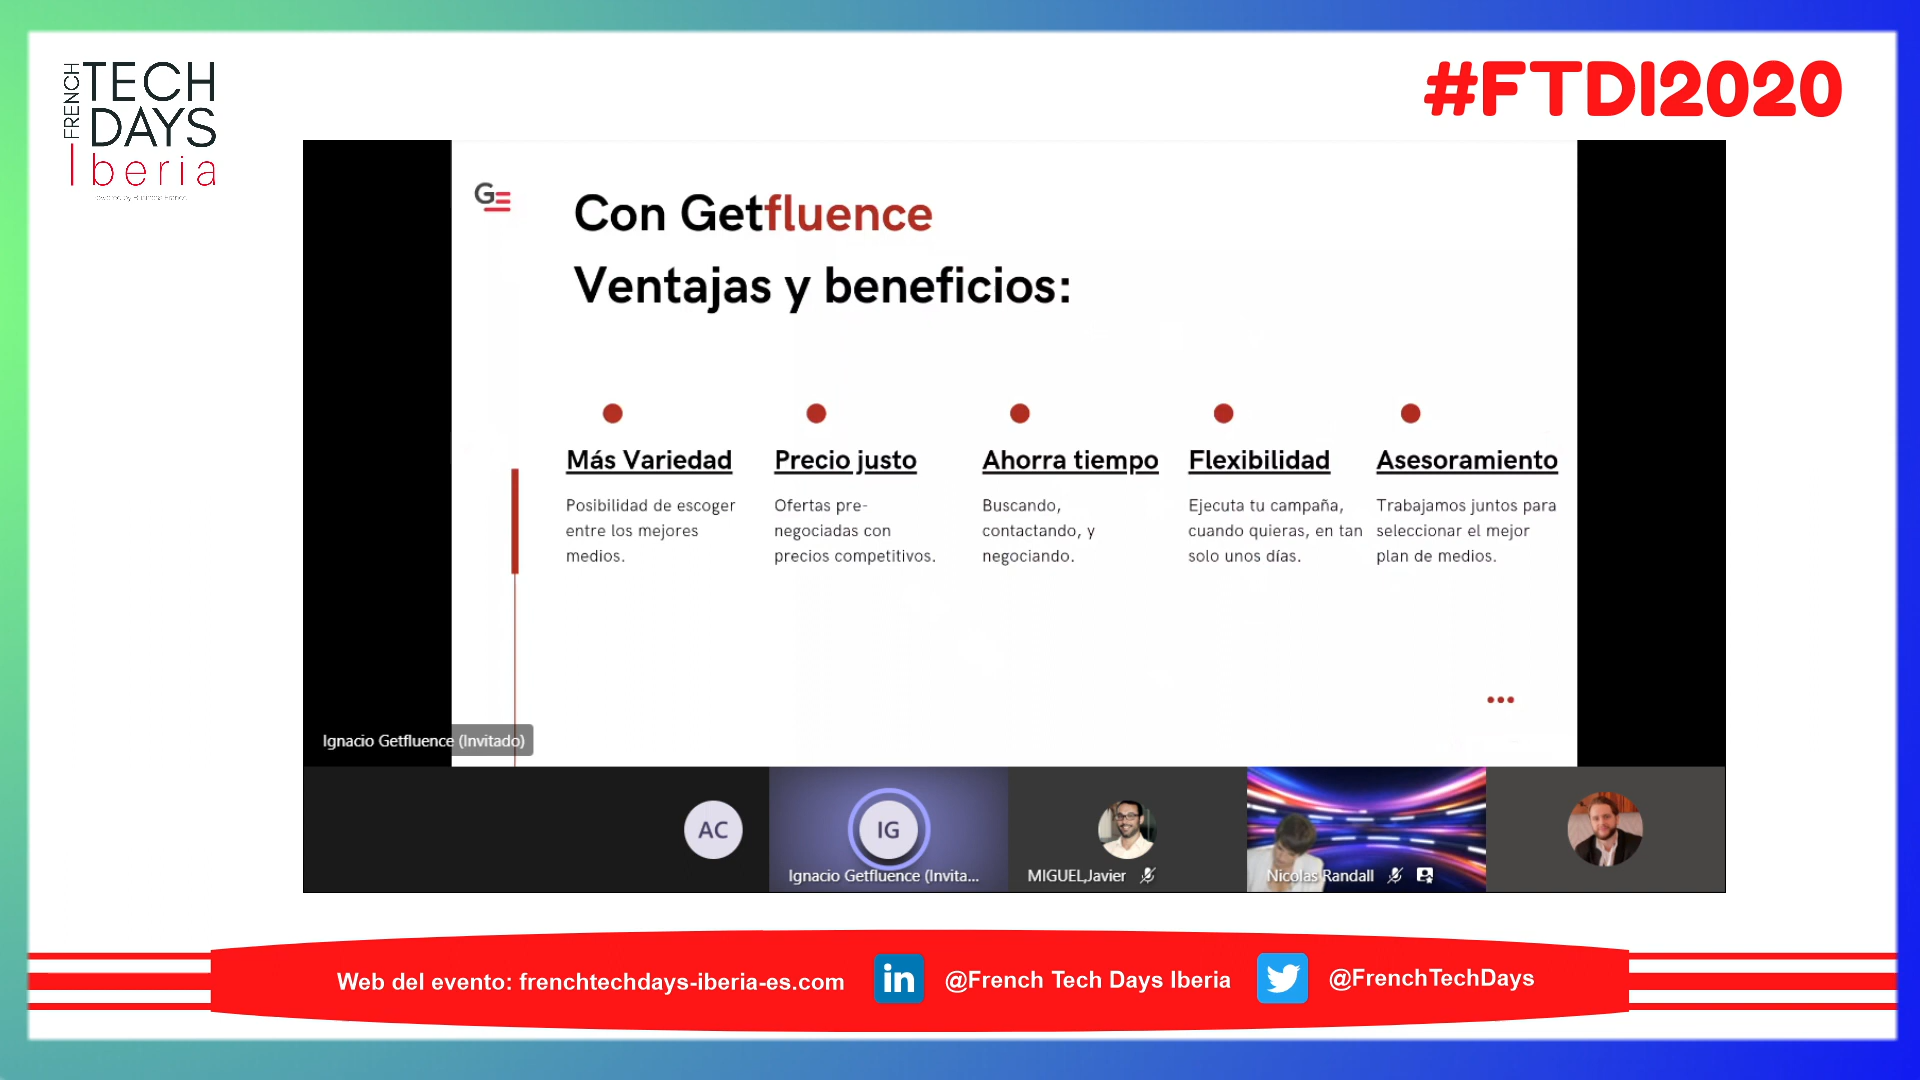 FRENCH
TECH
DAYS
Iberia
#FTDI2020
GE
Con Getfluence
Ventajas y beneficios:
Más Variedad
Posibilidad de escoger
entre los mejores
medios.
Precio justo
Ofertas pre-
negociadas con
precios competitivos.
Ahorra tiempo
Buscando,
contactando, y
negociando.
Flexibilidad
Ejecuta tu campaña,
cuando quieras, en tan
solo unos días.
Asesoramiento
Trabajamos juntos para
seleccionar el mejor
plan de medios.
Ignacio Getfluence (Invitado)
AC
IG
Ignacio Getfluence (Invita...
MIGUEL,Javier
Nicolas Randall
Web del evento: frenchtechdays-iberia-es.com
in
@French Tech Days Iberia
@FrenchTechDays